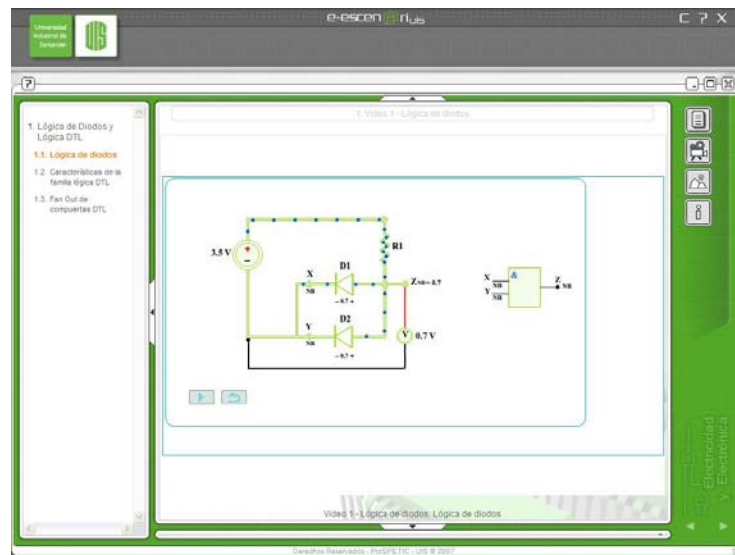 Universidad
Industrial de
Santander
UIS
e-escen@ri uis
C ? X
?
1. Lógica de Diodos y
Lógica DTL
1.1. Lógica de diodos
1.2. Características de la
familia lógica DTL
1.3. Fan Out de
compuertas DTL
1. Video 1 - Lógica de diodos
3.5 V
+
−
R1
X
NB
D1
− 0.7 +
Z NB= 0.7
Y
NB
D2
− 0.7 +
V
0.7 V
X
NB
Y
NB
&
Z
NB
Video 1 - Lógica de diodos: Lógica de diodos
Electricidad
y Electrónica
Derechos Reservados - ProSPETIC - UIS © 2007